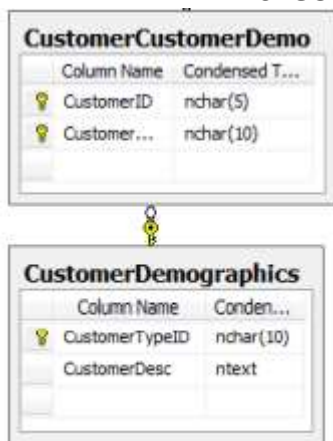 CustomerCustomerDemo
Column Name Condensed T...
CustomerID nchar(5)
Customer... nchar(10)
CustomerDemographics
Column Name Conden...
CustomerTypeID nchar(10)
CustomerDesc ntext